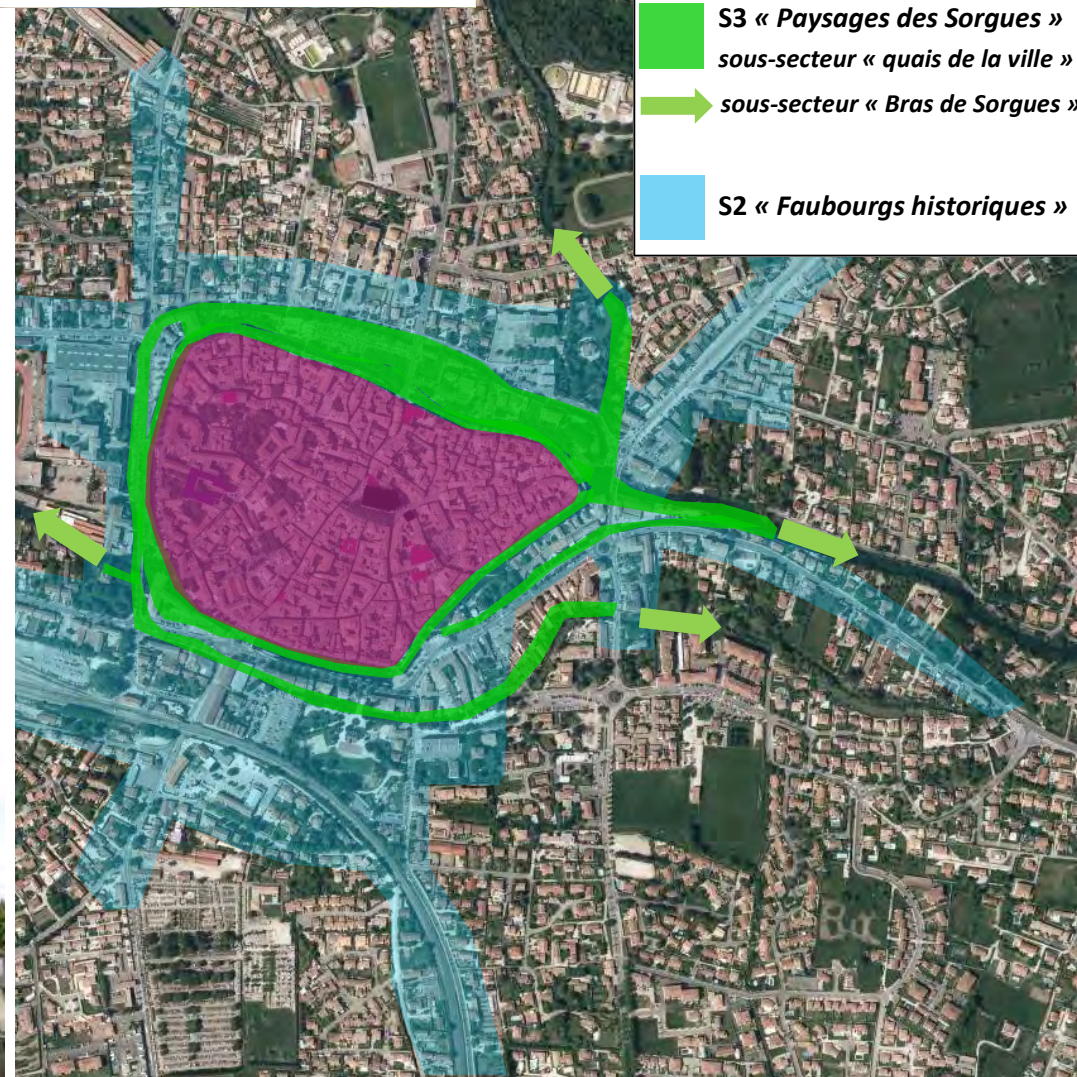 S3 « Paysages des Sorgues »
sous-secteur « quais de la ville »
sous-secteur « Bras de Sorgues »
S2 « Faubourgs historiques »